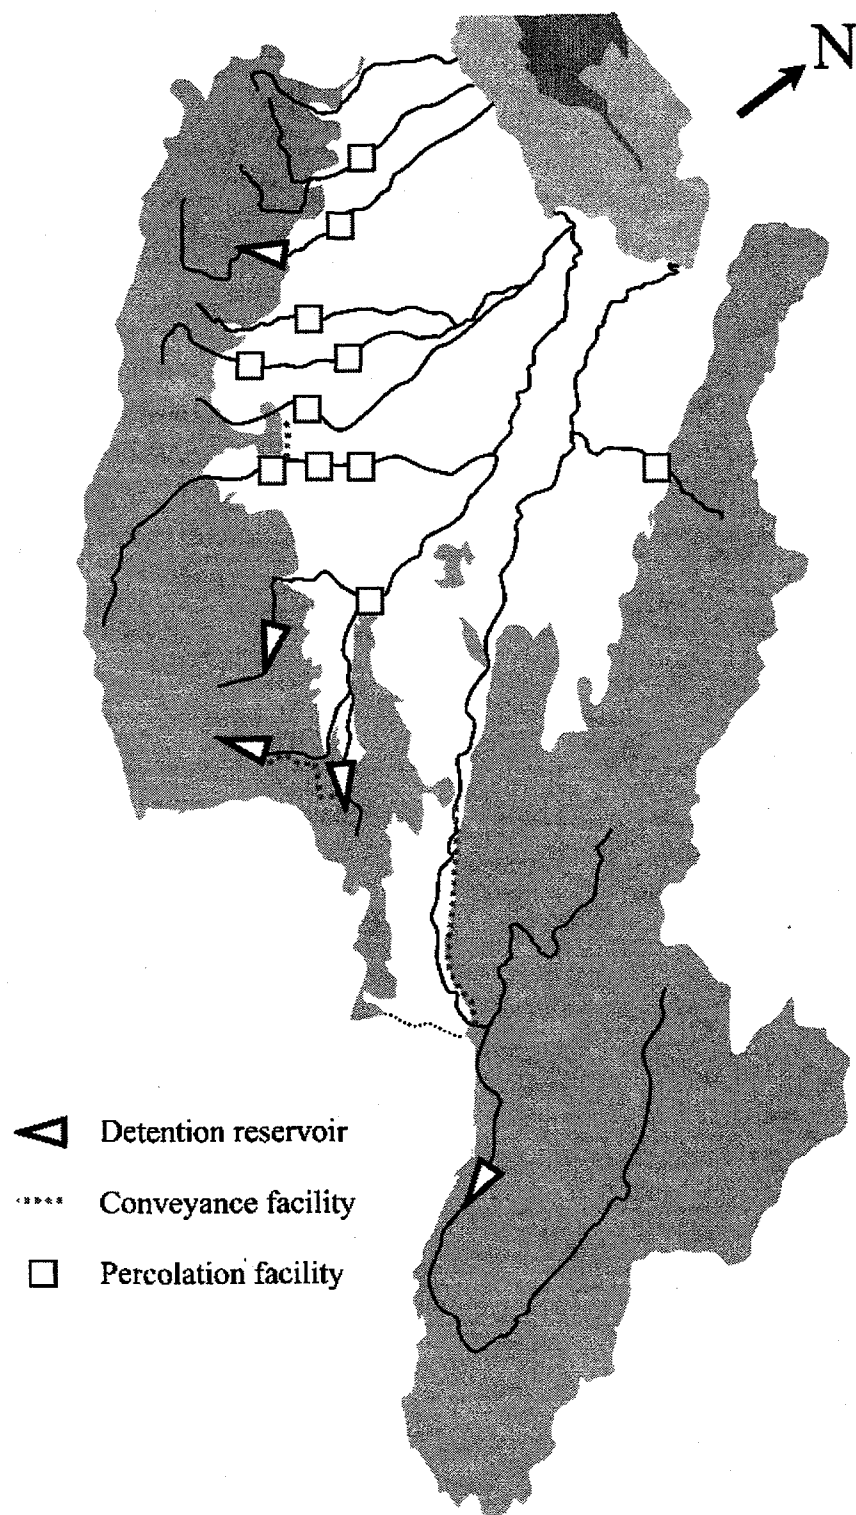 N
Detention reservoir
Conveyance facility
Percolation facility